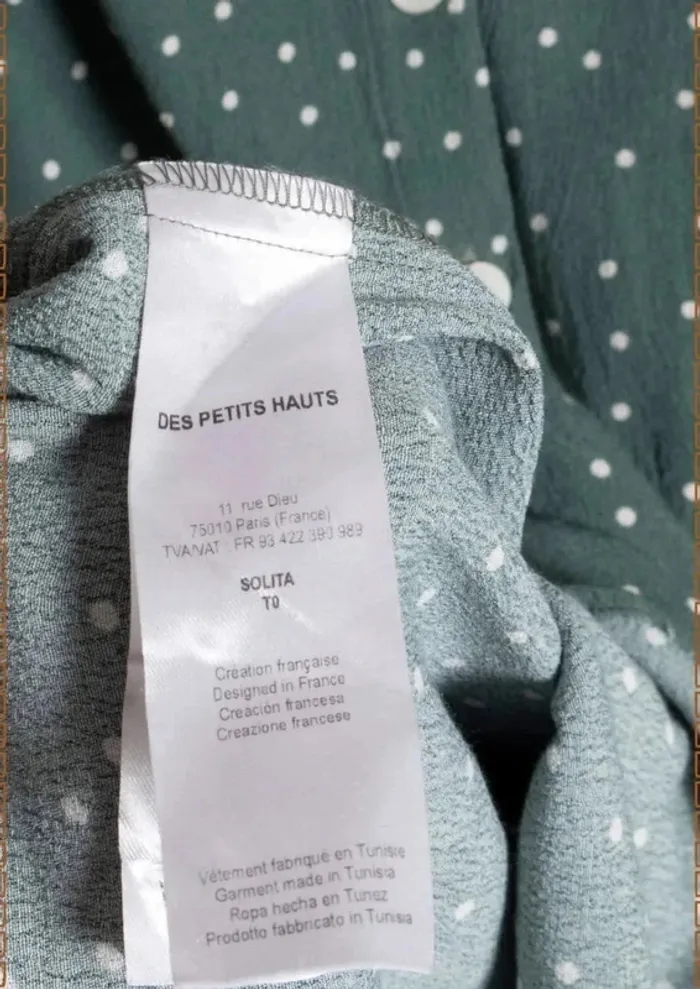 DES PETITS HAUTS
11 rue Dieu
75010 Paris (France)
TVA/VAT : FR 93 422 390 989
SOLITA
T0
Création française
Designed in France
Creación francesa
Creazione francese
Vêtement fabriqué en Tunisie
Garment made in Tunisia
Ropa hecha en Tunez
Prodotto fabbricato in Tunisia